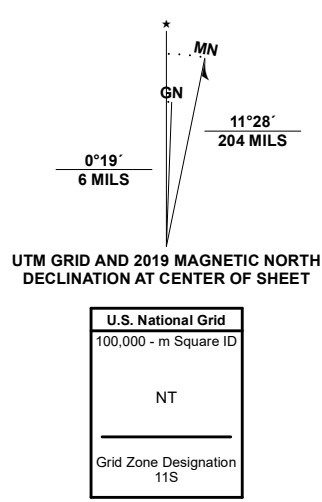 ★
MN
GN
11°28´
204 MILS
0°19´
6 MILS
UTM GRID AND 2019 MAGNETIC NORTH
DECLINATION AT CENTER OF SHEET
U.S. National Grid
100,000 - m Square ID
NT
Grid Zone Designation
11S